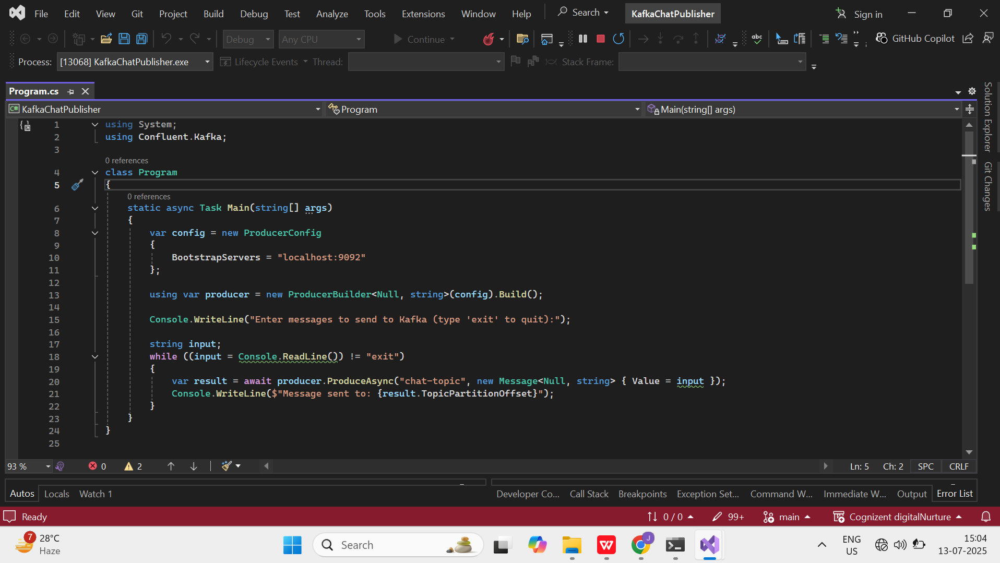 File Edit View Git Project Build Debug Test Analyze Tools Extensions Window Help Search KafkaChatPublisher Sign in
Debug Any CPU Continue abc GitHub Copilot
Process: [13068] KafkaChatPublisher.exe Lifecycle Events Thread: Stack Frame:
Program.cs
C# KafkaChatPublisher Program Main(string[] args)
1 using System;
2 using Confluent.Kafka;
3
0 references
4 class Program
5 {
0 references
6 static async Task Main(string[] args)
7 {
8 var config = new ProducerConfig
9 {
10 BootstrapServers = "localhost:9092"
11 };
12
13 using var producer = new ProducerBuilder<Null, string>(config).Build();
14
15 Console.WriteLine("Enter messages to send to Kafka (type 'exit' to quit):");
16
17 string input;
18 while ((input = Console.ReadLine()) != "exit")
19 {
20 var result = await producer.ProduceAsync("chat-topic", new Message<Null, string> { Value = input });
21 Console.WriteLine($"Message sent to: {result.TopicPartitionOffset}");
22 }
23 }
24 }
25
Solution Explorer
Git Changes
93 % 0 2 Ln: 5 Ch: 2 SPC CRLF
Autos Locals Watch 1 Developer Co... Call Stack Breakpoints Exception Set... Command W... Immediate W... Output Error List
Ready 0 / 0 99+ main Cognizent digitalNurture
7 28°C Haze Search J ENG US 15:04 13-07-2025